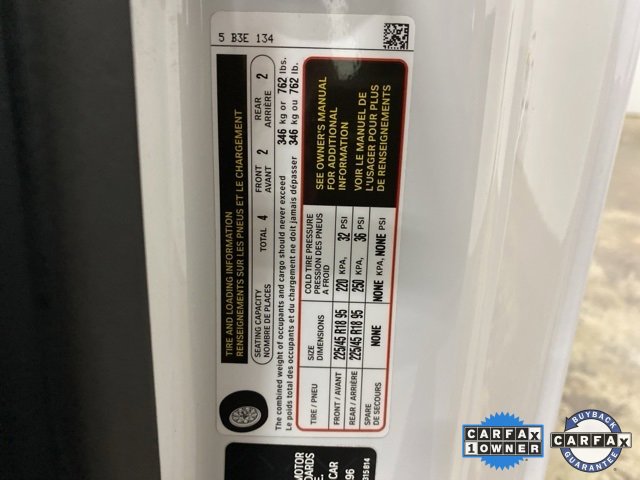 5 B3E 134
TIRE AND LOADING INFORMATION
RENSEIGNEMENTS SUR LES PNEUS ET LE CHARGEMENT
SEATING CAPACITY
NOMBRE DE PLACES
TOTAL 4
FRONT
AVANT
2
REAR
ARRIÈRE
2
The combined weight of occupants and cargo should never exceed 346 kg or 762 lbs.
Le poids total des occupants et du chargement ne doit jamais dépasser 346 kg ou 762 lb.
TIRE / PNEU
SIZE
DIMENSIONS
COLD TIRE PRESSURE
PRESSION DES PNEUS
A FROID
FRONT / AVANT 225/45 R18 95 220 KPA, 32 PSI
REAR / ARRIÈRE 225/45 R18 95 250 KPA, 36 PSI
SPARE
DE SECOURS
NONE
NONE KPA, NONE PSI
SEE OWNER'S MANUAL
FOR ADDITIONAL
INFORMATION
VOIR LE MANUEL DE
L'USAGER POUR PLUS
DE RENSEIGNEMENTS
MOTOR
CAR
96
CARFAX
1 OWNER
BUYBACK
CARFAX
GUARANTEE